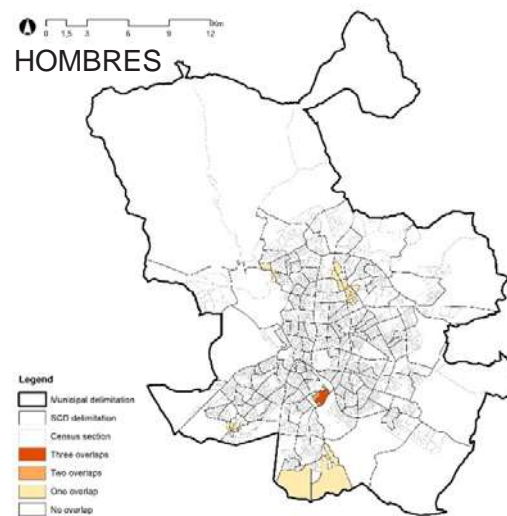 Km
0 1,5 3 6 9 12
HOMBRES
Legend
Municipal delimitation
SCD delimitation
Census section
Three overlaps
Two overlaps
One overlap
No overlap